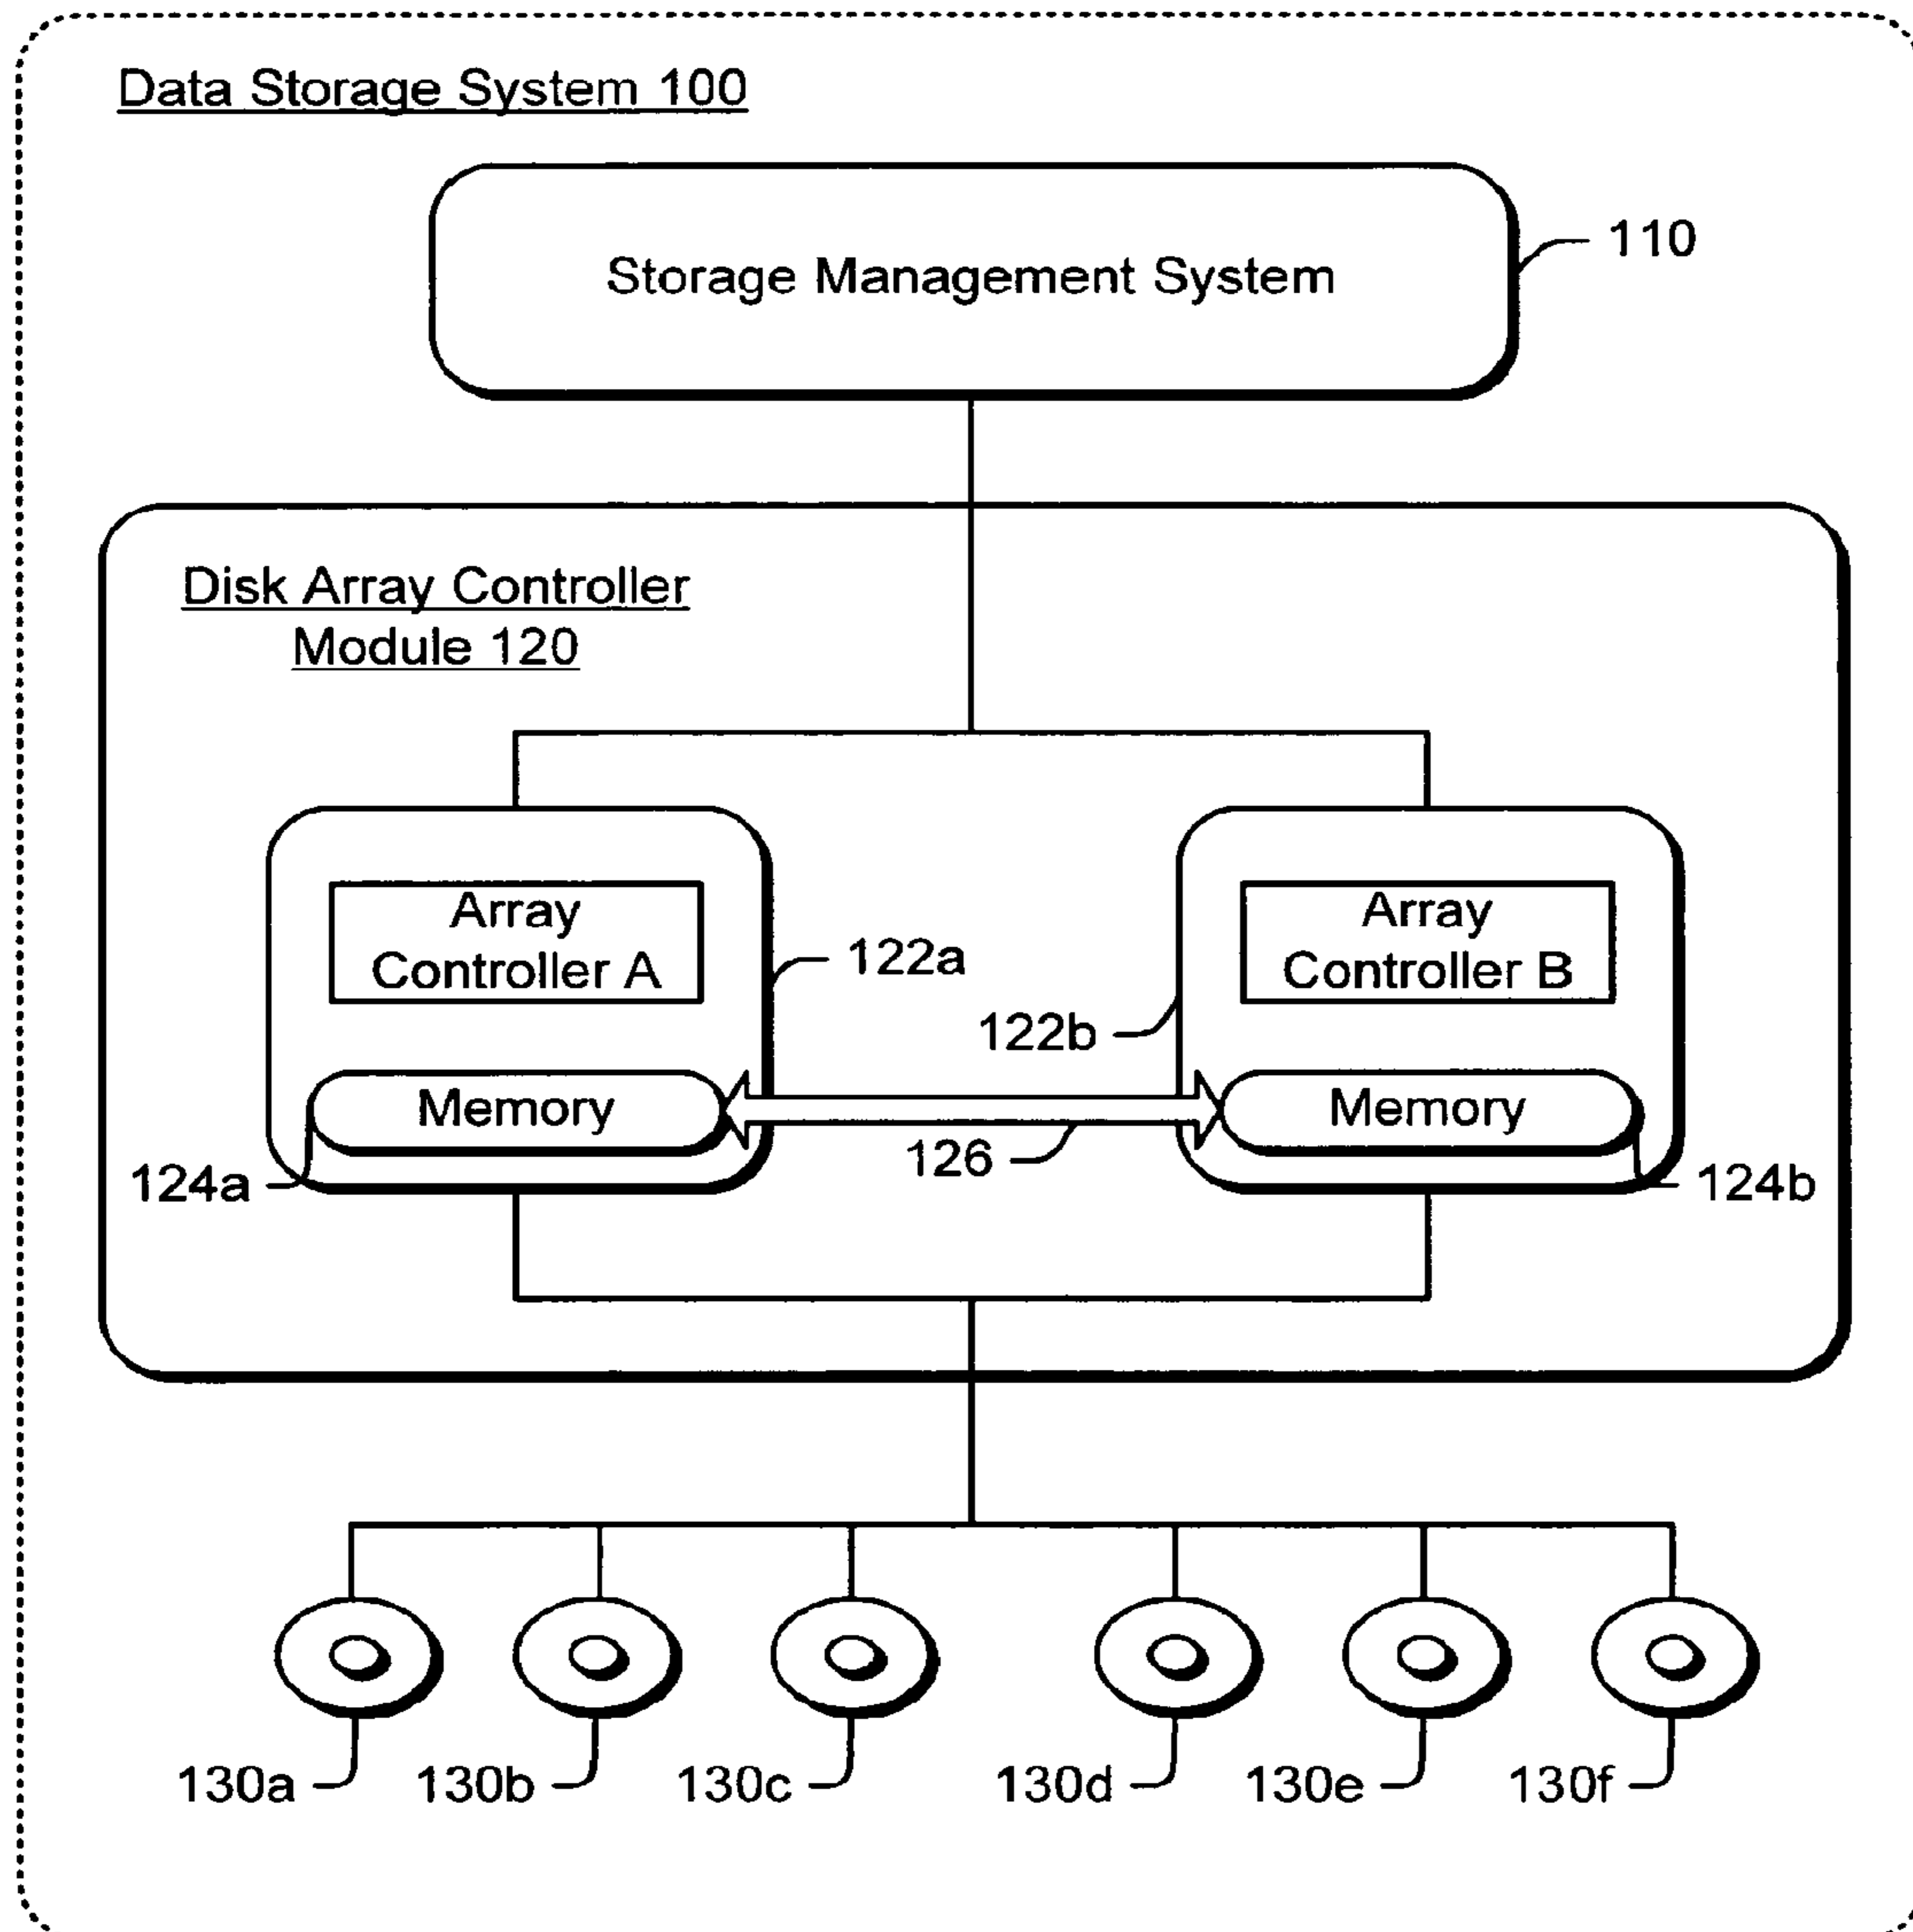 Data Storage System 100
Storage Management System
110
Disk Array Controller
Module 120
Array
Controller A
122a
Array
Controller B
122b
Memory
Memory
126
124a
124b
130a
130b
130c
130d
130e
130f